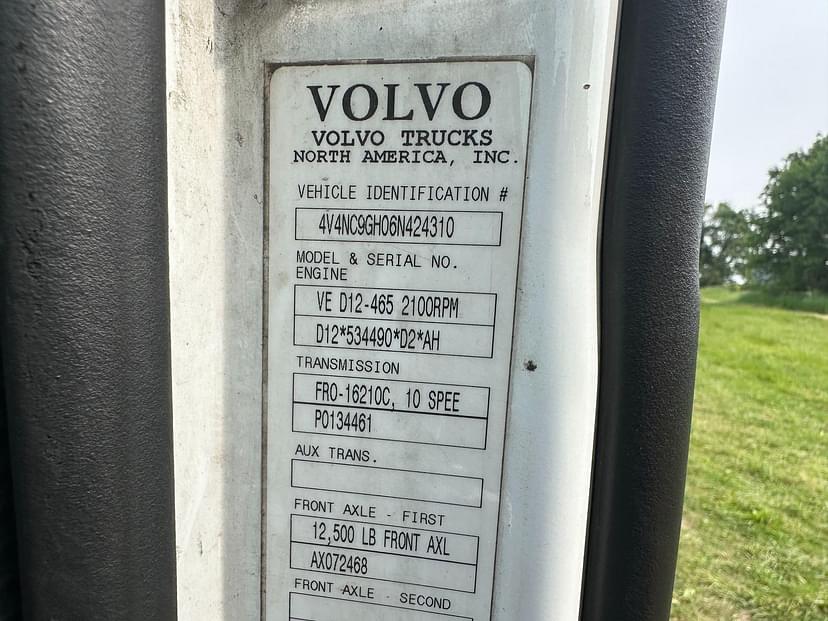 VOLVO
VOLVO TRUCKS
NORTH AMERICA, INC.
VEHICLE IDENTIFICATION #
4V4NC9GH06N424310
MODEL & SERIAL NO.
ENGINE
VE D12-465 2100RPM
D12*534490*D2*AH
TRANSMISSION
FRO-16210C, 10 SPEE
P0134461
AUX TRANS.
FRONT AXLE - FIRST
12,500 LB FRONT AXL
AX072468
FRONT AXLE - SECOND